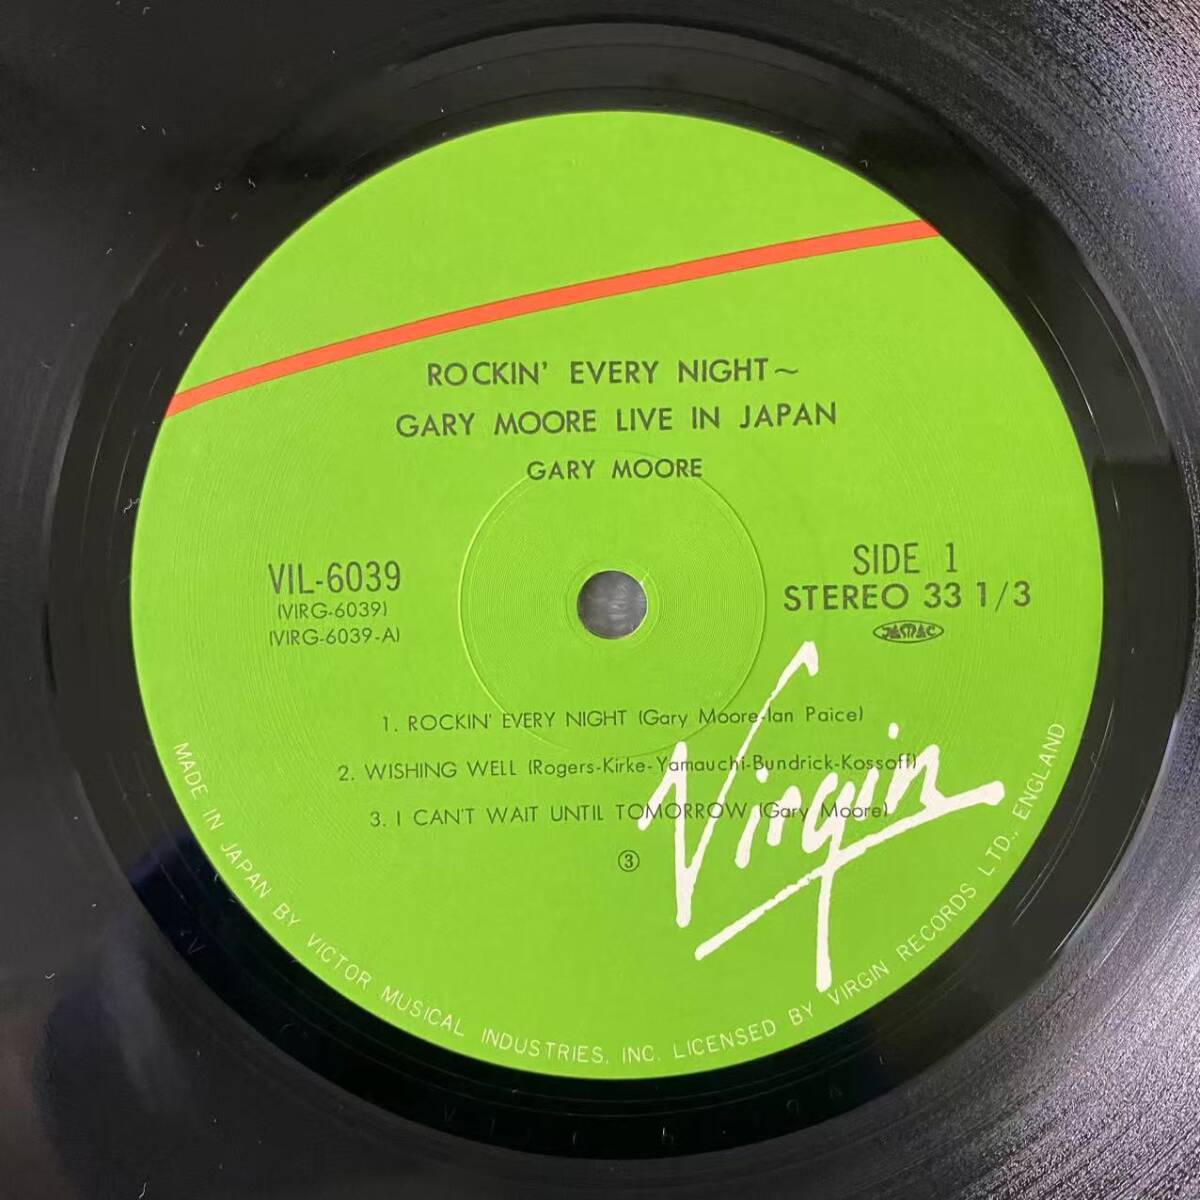 ROCKIN' EVERY NIGHT~
GARY MOORE LIVE IN JAPAN
GARY MOORE
VIL-6039
(VIRG-6039)
(VIRG-6039-A)
SIDE 1
STEREO 33 1/3
JASRAC
1. ROCKIN' EVERY NIGHT (Gary Moore-Ian Paice)
2. WISHING WELL (Rogers-Kirke-Yamauchi-Bundrick-Kossoff)
3. I CAN'T WAIT UNTIL TOMORROW (Gary Moore)
③
Virgin
MADE IN JAPAN BY VICTOR MUSICAL INDUSTRIES, INC. LICENSED BY VIRGIN RECORDS LTD., ENGLAND